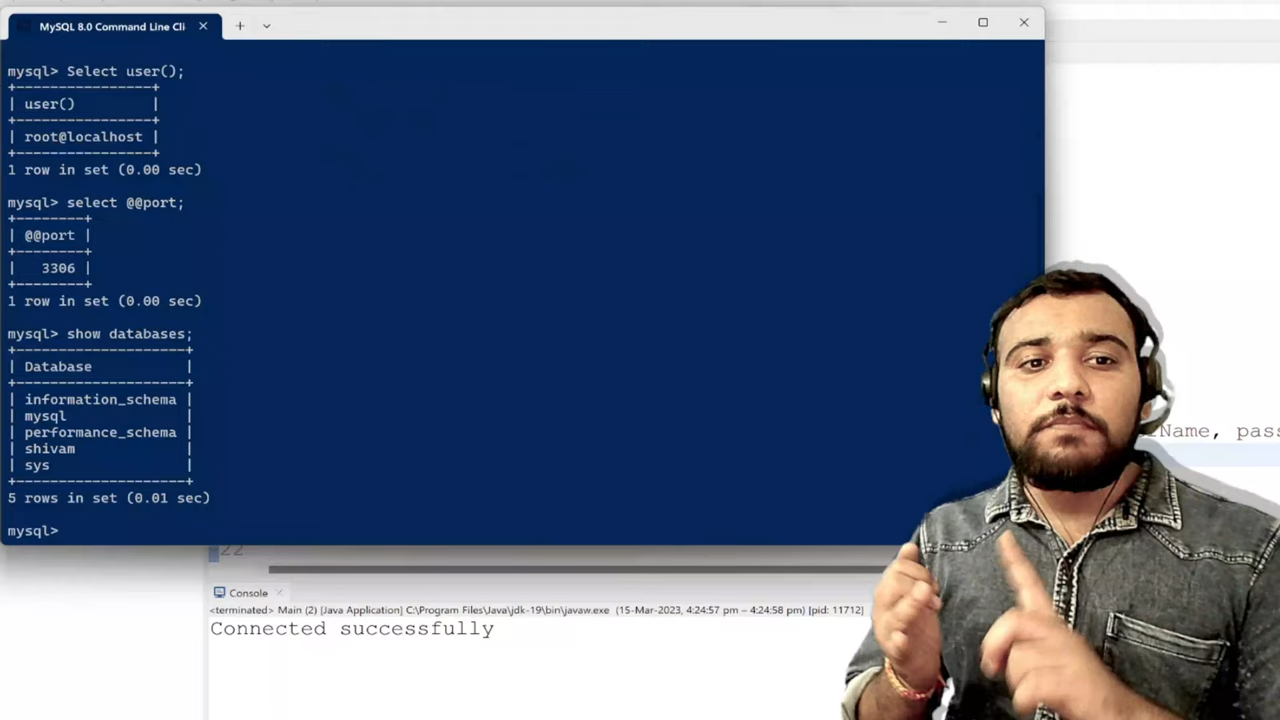 MySQL 8.0 Command Line Cli
mysql> Select user();
+----------------+
| user()         |
+----------------+
| root@localhost |
+----------------+
1 row in set (0.00 sec)
mysql> select @@port;
+--------+
| @@port |
+--------+
|   3306 |
+--------+
1 row in set (0.00 sec)
mysql> show databases;
+--------------------+
| Database           |
+--------------------+
| information_schema |
| mysql              |
| performance_schema |
| shivam             |
| sys                |
+--------------------+
5 rows in set (0.01 sec)
mysql>
Name, pass
22
Console
<terminated> Main (2) [Java Application] C:\Program Files\Java\jdk-19\bin\javaw.exe (15-Mar-2023, 4:24:57 pm – 4:24:58 pm) [pid: 11712]
Connected successfully